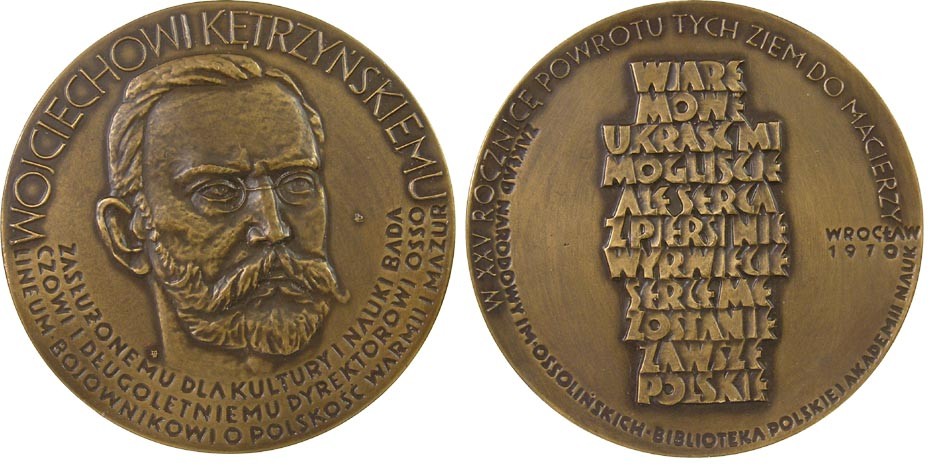 WOJCIECHOWI KĘTRZYŃSKIEMU
ZASŁUŻONEMU DLA KULTURY I NAUKI BADA
CZOWI I DŁUGOLETNIEMU DYREKTOROWI OSSO
LINEUM · BOJOWNIKOWI O POLSKOŚĆ WARMII I MAZUR
W XXV ROCZNICĘ POWROTU TYCH ZIEM DO MACIERZY
WIARĘ
MOWĘ
UKRAŚĆ MI
MOGLIŚCIE
ALE SERCA
Z PIERSI NIE
WYRWIECIE
SERCE ME
ZOSTANIE
ZAWSZE
POLSKIE
WROCŁAW
1970
ZAKŁAD NARODOWY IM · OSSOLIŃSKICH · BIBLIOTEKA POLSKIEJ AKADEMII NAUK